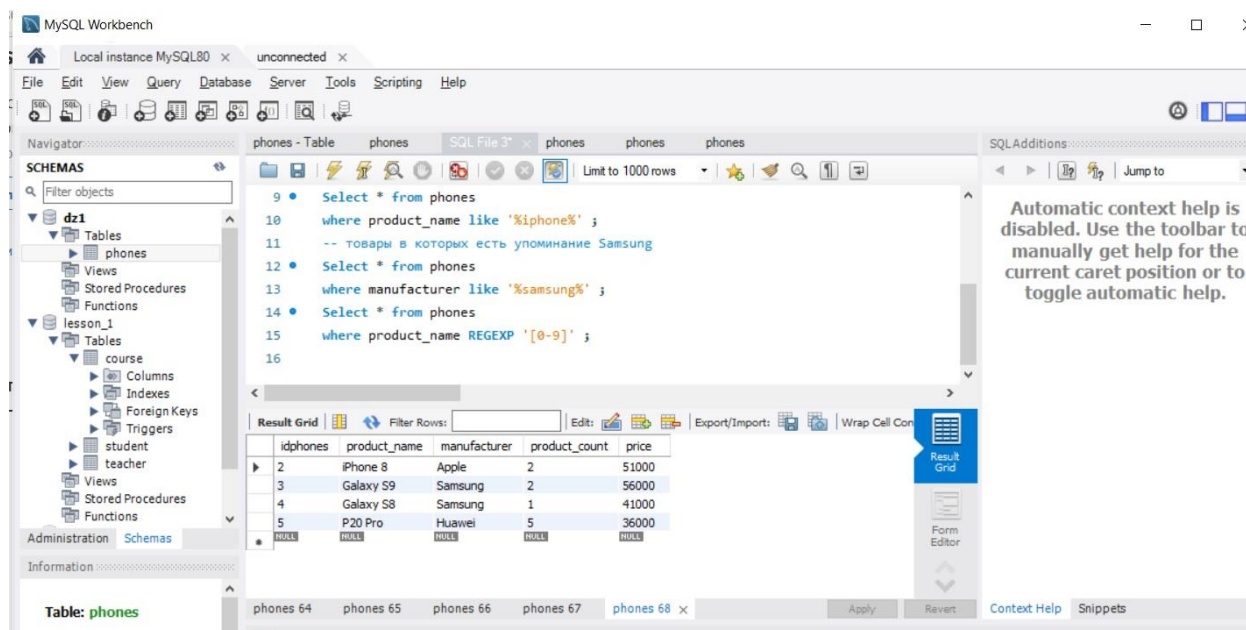 MySQL Workbench
Local instance MySQL80
unconnected
File Edit View Query Database Server Tools Scripting Help
Navigator
SCHEMAS
Filter objects
dz1
Tables
phones
Views
Stored Procedures
Functions
lesson_1
Tables
course
Columns
Indexes
Foreign Keys
Triggers
student
teacher
Views
Stored Procedures
Functions
Administration Schemas
Information
Table: phones
phones - Table phones SQL File 3* phones phones phones
Limit to 1000 rows
9 Select * from phones
10 where product_name like '%iphone%' ;
11 -- товары в которых есть упоминание Samsung
12 Select * from phones
13 where manufacturer like '%samsung%' ;
14 Select * from phones
15 where product_name REGEXP '[0-9]' ;
16
Result Grid Filter Rows: Edit: Export/Import: Wrap Cell Con
idphones product_name manufacturer product_count price
2 iPhone 8 Apple 2 51000
3 Galaxy S9 Samsung 2 56000
4 Galaxy S8 Samsung 1 41000
5 P20 Pro Huawei 5 36000
NULL NULL NULL NULL NULL
Result
Grid
Form
Editor
phones 64 phones 65 phones 66 phones 67 phones 68
Apply Revert
SQLAdditions
Jump to
Automatic context help is
disabled. Use the toolbar to
manually get help for the
current caret position or to
toggle automatic help.
Context Help Snippets